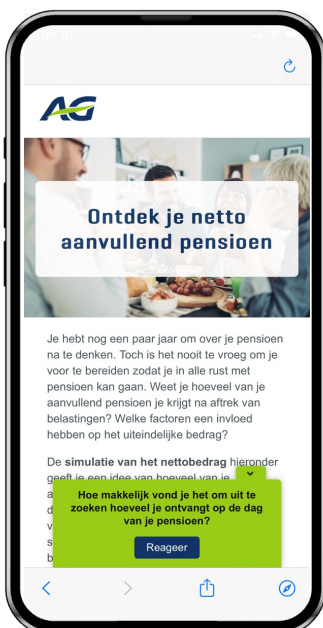 AG
Ontdek je netto
aanvullend pensioen
Je hebt nog een paar jaar om over je pensioen
na te denken. Toch is het nooit te vroeg om je
voor te bereiden zodat je in alle rust met
pensioen kan gaan. Weet je hoeveel van je
aanvullend pensioen je krijgt na aftrek van
belastingen? Welke factoren een invloed
hebben op het uiteindelijke bedrag?
De simulatie van het nettobedrag hieronder
geeft je een idee van hoeveel van je
Hoe makkelijk vond je het om uit te
zoeken hoeveel je ontvangt op de dag
van je pensioen?
Reageer